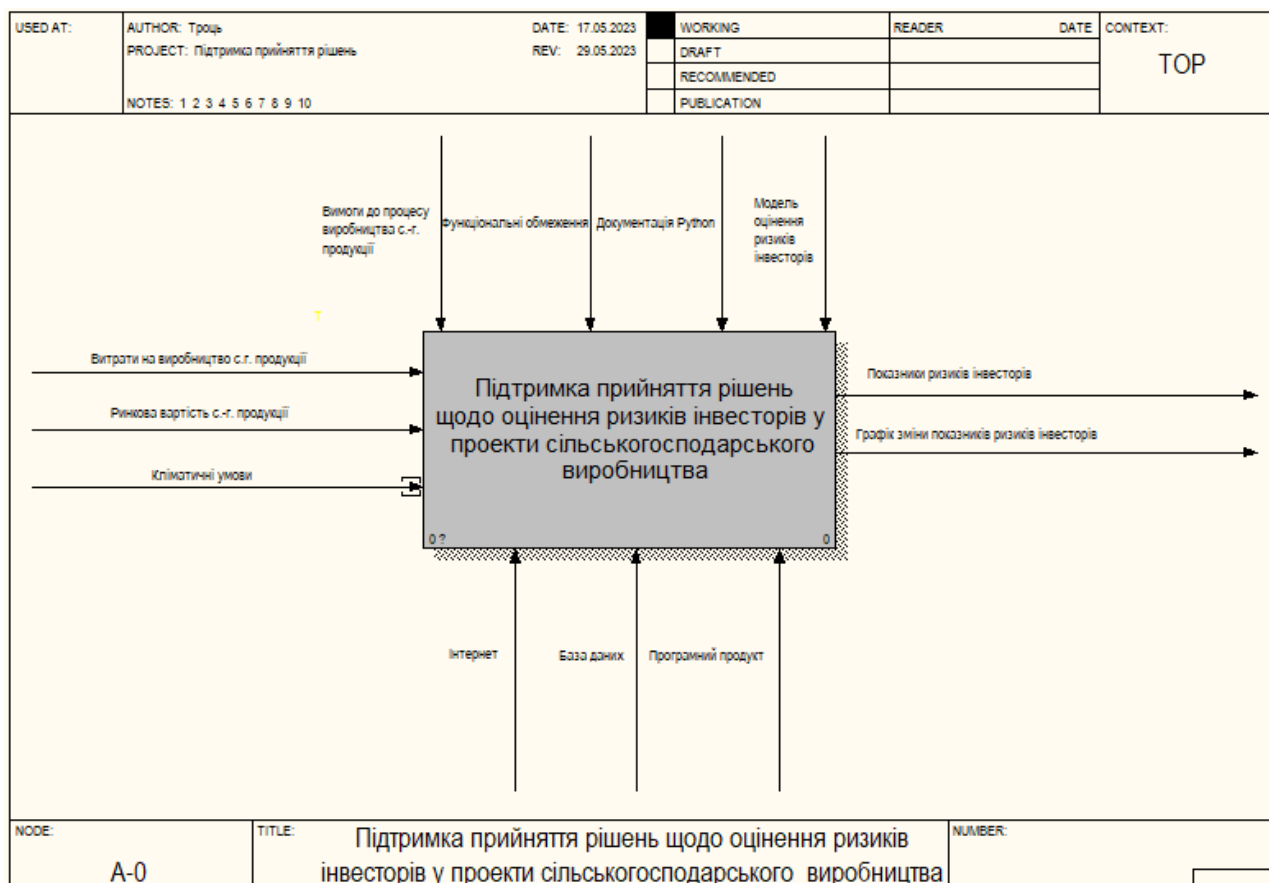 USED AT:
AUTHOR: Троць
DATE: 17.05.2023
WORKING
READER
DATE
CONTEXT:
PROJECT: Підтримка прийняття рішень
REV: 29.05.2023
DRAFT
TOP
RECOMMENDED
NOTES: 1 2 3 4 5 6 7 8 9 10
PUBLICATION
Вимоги до процесу
виробництва с.-г.
продукції
Функціональні обмеження
Документація Python
Модель
оцінення
ризиків
інвесторів
T
Витрати на виробництво с.г. продукції
Ринкова вартість с.-г. продукції
Кліматичні умови
Підтримка прийняття рішень
щодо оцінення ризиків інвесторів у
проекти сільськогосподарського
виробництва
0 ?
0
Показники ризиків інвесторів
Графік зміни показників ризиків інвесторів
Інтернет
База даних
Програмний продукт
NODE:
A-0
TITLE:
Підтримка прийняття рішень щодо оцінення ризиків
інвесторів у проекти сільськогосподарського виробництва
NUMBER: